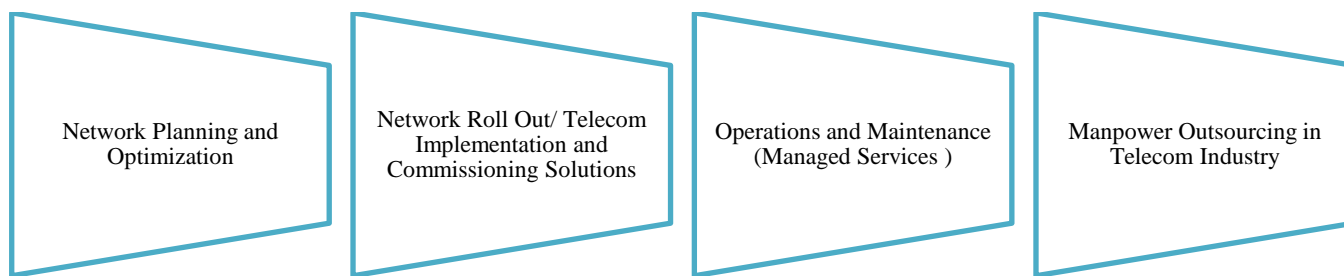 Network Planning and
Optimization
Network Roll Out/ Telecom
Implementation and
Commissioning Solutions
Operations and Maintenance
(Managed Services )
Manpower Outsourcing in
Telecom Industry